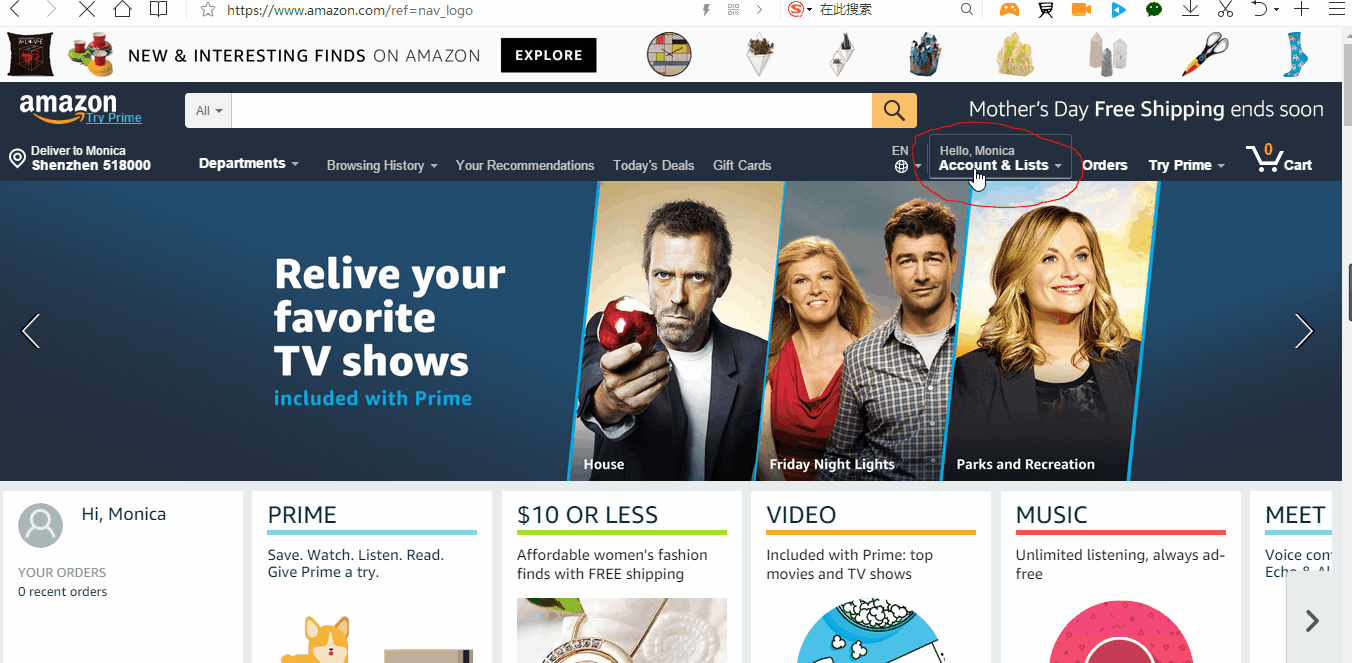 https://www.amazon.com/ref=nav_logo
在此搜索
NEW & INTERESTING FINDS ON AMAZON
EXPLORE
amazon
Try Prime
All
Mother's Day Free Shipping ends soon
Deliver to Monica
Shenzhen 518000
Departments
Browsing History
Your Recommendations
Today's Deals
Gift Cards
EN
Hello, Monica
Account & Lists
Orders
Try Prime
0
Cart
Relive your
favorite
TV shows
included with Prime
House
Friday Night Lights
Parks and Recreation
Hi, Monica
YOUR ORDERS
0 recent orders
PRIME
Save. Watch. Listen. Read.
Give Prime a try.
$10 OR LESS
Affordable women's fashion
finds with FREE shipping
VIDEO
Included with Prime: top
movies and TV shows
MUSIC
Unlimited listening, always ad-
free
MEET
Voice
Echo &